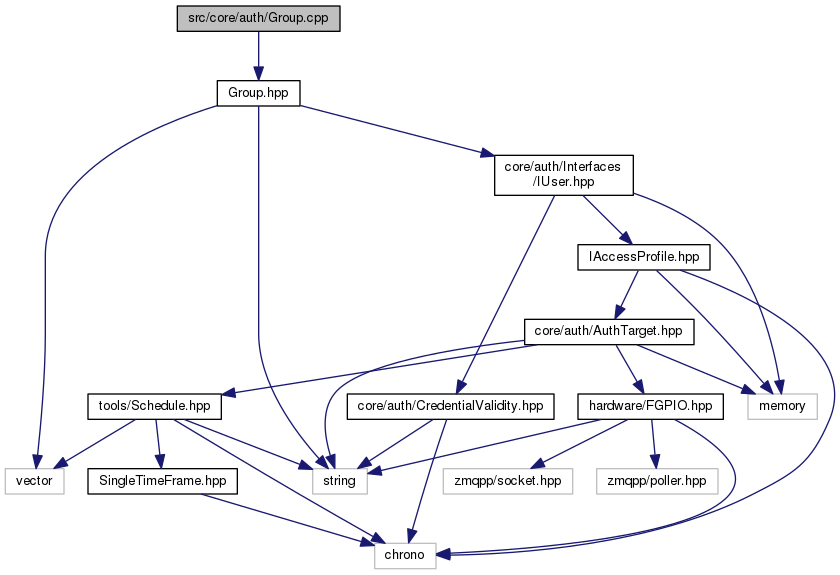 src/core/auth/Group.cpp
Group.hpp
core/auth/Interfaces
/IUser.hpp
IAccessProfile.hpp
core/auth/AuthTarget.hpp
tools/Schedule.hpp
core/auth/CredentialValidity.hpp
hardware/FGPIO.hpp
memory
vector
SingleTimeFrame.hpp
string
zmqpp/socket.hpp
zmqpp/poller.hpp
chrono